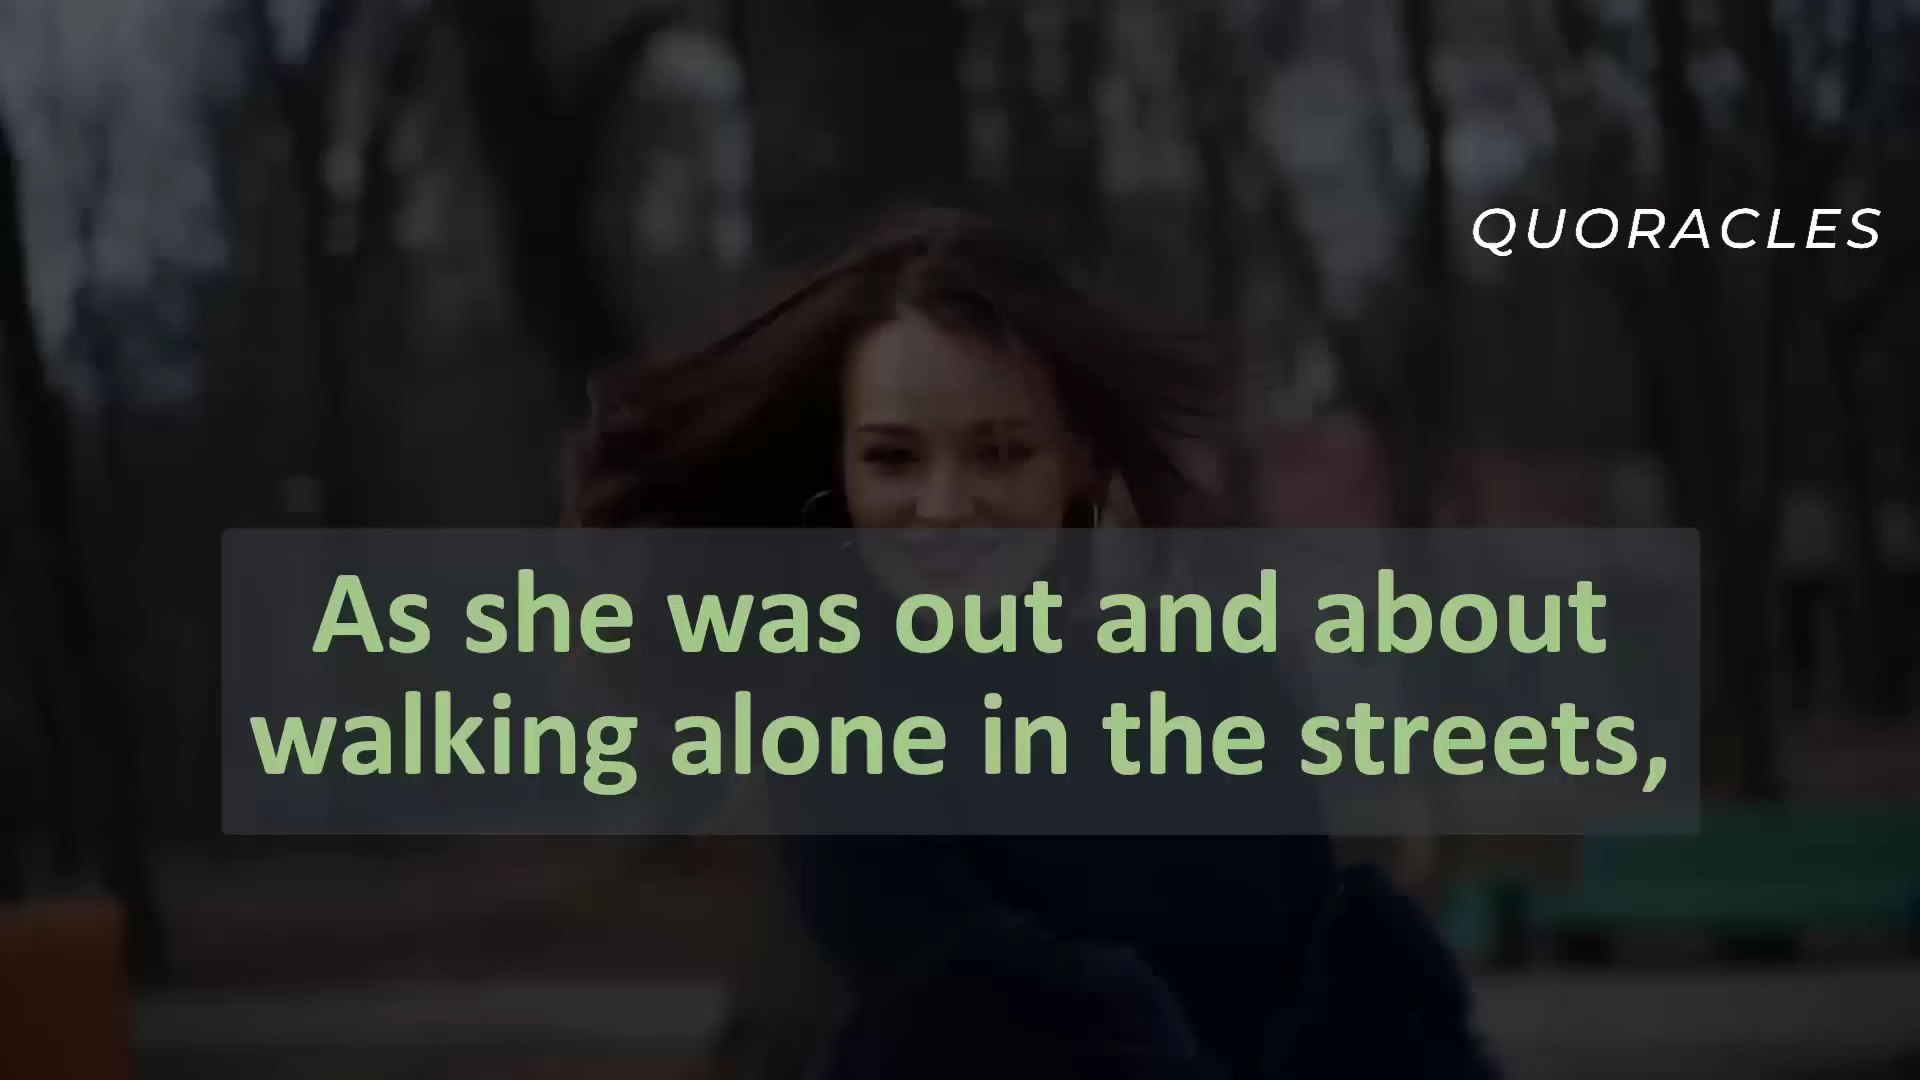 QUORACLES
As she was out and about
walking alone in the streets,